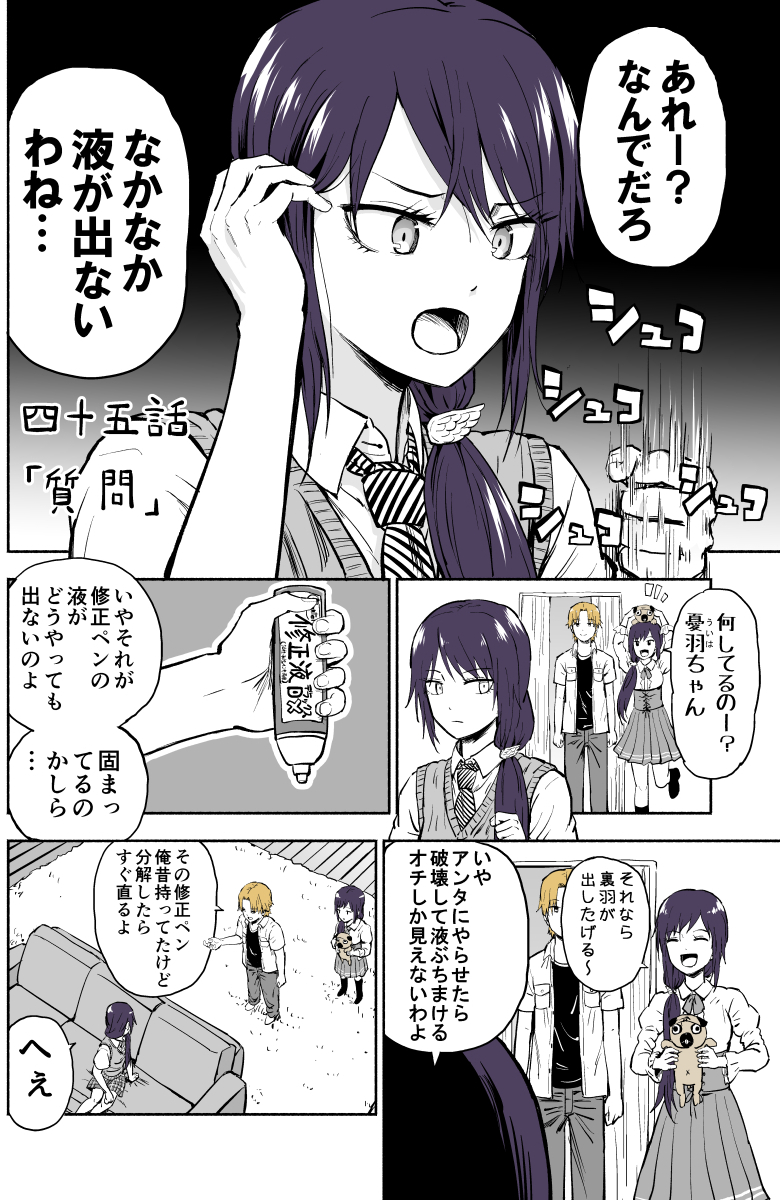 あれー？
なんでだろ
なかなか
液が出ない
わね…
シュコ
シュコ
シュコ
シュコ
四十五話
「質問」
何してるのー？
憂羽ちゃん
ういは
いやそれが
修正ペンの
液が
どうやっても
出ないのよ
固まっ
てるの
かしら
…
修正液
それなら
裏羽が
出したげる～
いや
アンタにやらせたら
破壊して液ぶちまける
オチしか見えないわよ
その修正ペン
俺昔持ってたけど
分解したら
すぐ直るよ
へぇ